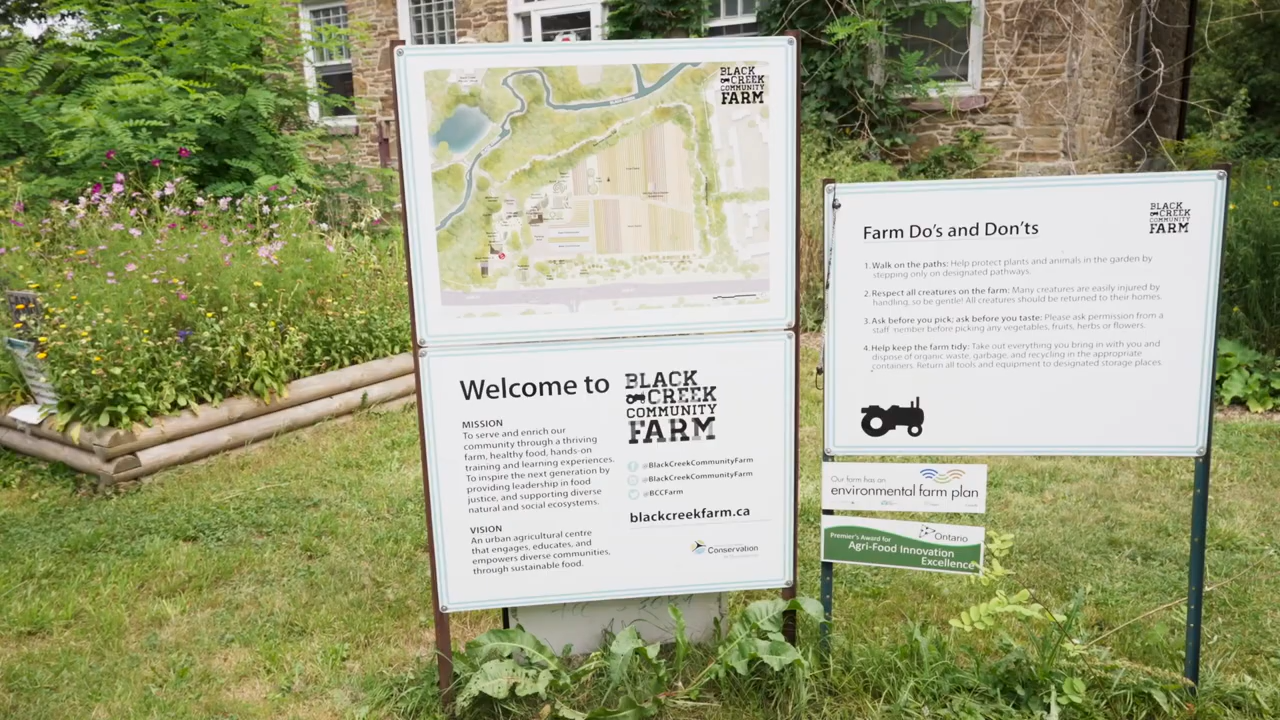 BLACK
CREEK
COMMUNITY
FARM
Welcome to
BLACK
CREEK
COMMUNITY
FARM
MISSION
To serve and enrich our
community through a thriving
farm, healthy food, hands-on
training and learning experiences.
To inspire the next generation by
providing leadership in food
justice, and supporting diverse
natural and social ecosystems.
VISION
An urban agricultural centre
that engages, educates, and
empowers diverse communities,
through sustainable food.
@BlackCreekCommunityFarm
@BlackCreekCommunityFarm
@BCCFarm
blackcreekfarm.ca
Conservation
Farm Do's and Don'ts
BLACK
CREEK
COMMUNITY
FARM
1. Walk on the paths: Help protect plants and animals in the garden by
stepping only on designated pathways.
2. Respect all creatures on the farm: Many creatures are easily injured by
handling, so be gentle! All creatures should be returned to their homes.
3. Ask before you pick; ask before you taste: Please ask permission from a
staff member before picking any vegetables, fruits, herbs or flowers.
4. Help keep the farm tidy: Take out everything you bring in with you and
dispose of organic waste, garbage, and recycling in the appropriate
containers. Return all tools and equipment to designated storage places.
Our farm has an
environmental farm plan
Premier's Award for
Ontario
Agri-Food Innovation
Excellence